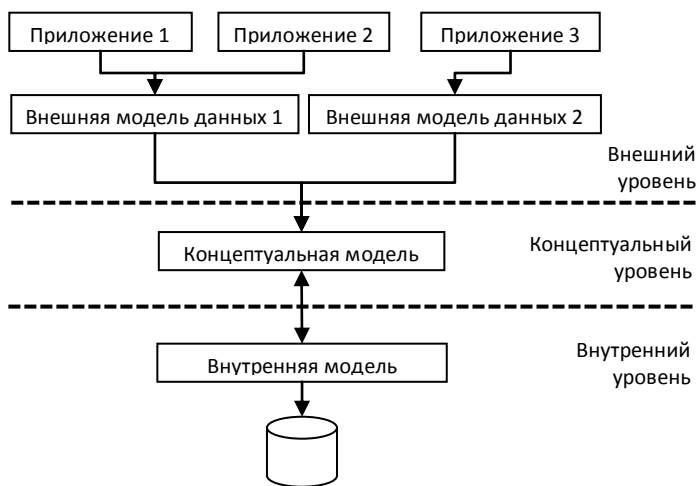 Приложение 1
Приложение 2
Приложение 3
Внешняя модель данных 1
Внешняя модель данных 2
Внешний
уровень
Концептуальная модель
Концептуальный
уровень
Внутренняя модель
Внутренний
уровень